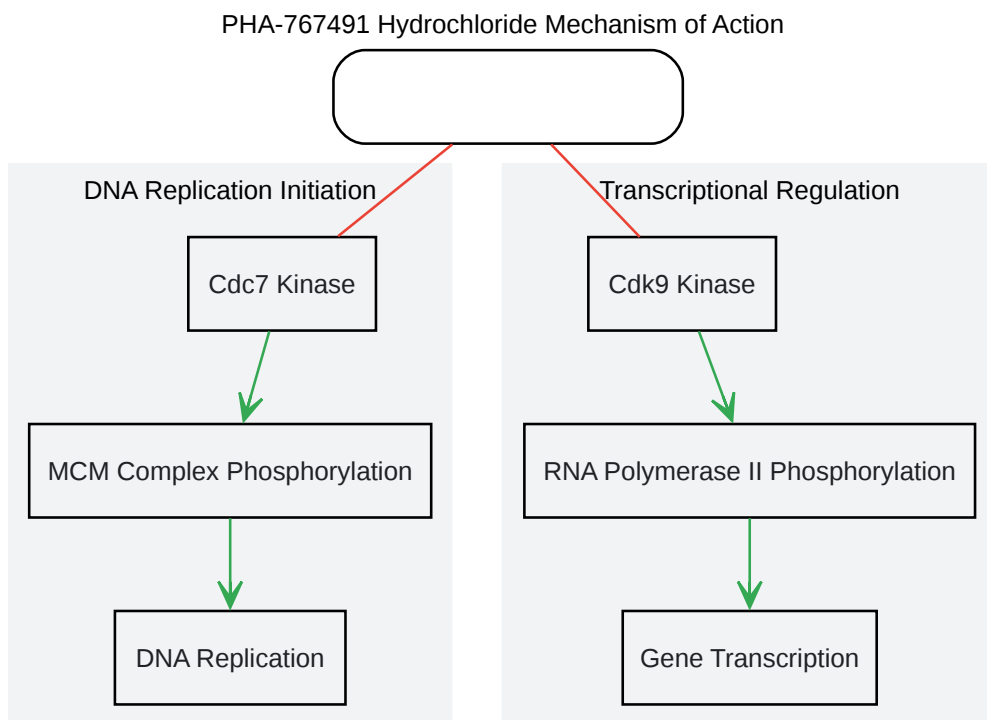 PHA-767491 Hydrochloride Mechanism of Action
DNA Replication Initiation
Transcriptional Regulation
Cdc7 Kinase
Cdk9 Kinase
MCM Complex Phosphorylation
RNA Polymerase II Phosphorylation
DNA Replication
Gene Transcription